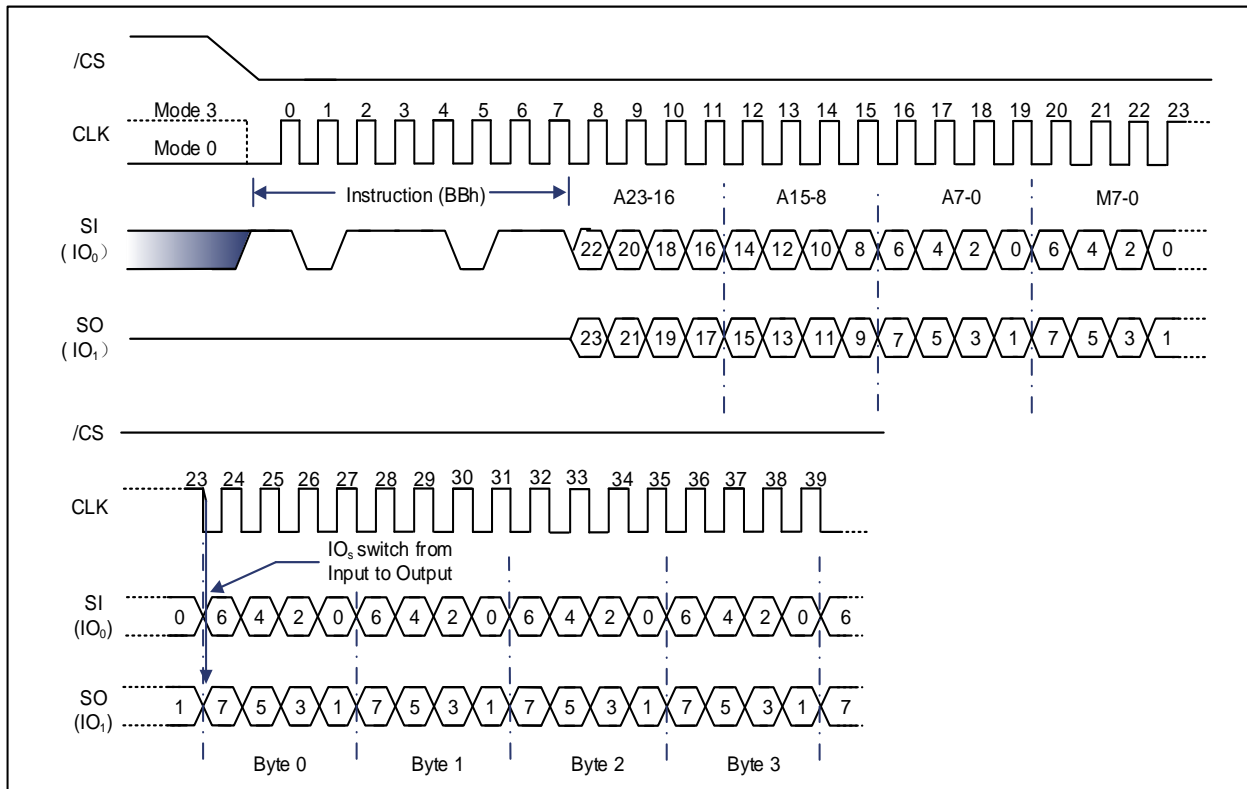 /CS
Mode 3
0 1 2 3 4 5 6 7 8 9 10 11 12 13 14 15 16 17 18 19 20 21 22 23
CLK
Mode 0
Instruction (BBh) A23-16 A15-8 A7-0 M7-0
SI
( IO0 )
22 20 18 16 14 12 10 8 6 4 2 0 6 4 2 0
SO
( IO1 )
23 21 19 17 15 13 11 9 7 5 3 1 7 5 3 1
/CS
23 24 25 26 27 28 29 30 31 32 33 34 35 36 37 38 39
CLK
IOs switch from
Input to Output
SI
(IO0)
0 6 4 2 0 6 4 2 0 6 4 2 0 6 4 2 0 6
SO
(IO1)
1 7 5 3 1 7 5 3 1 7 5 3 1 7 5 3 1 7
Byte 0 Byte 1 Byte 2 Byte 3